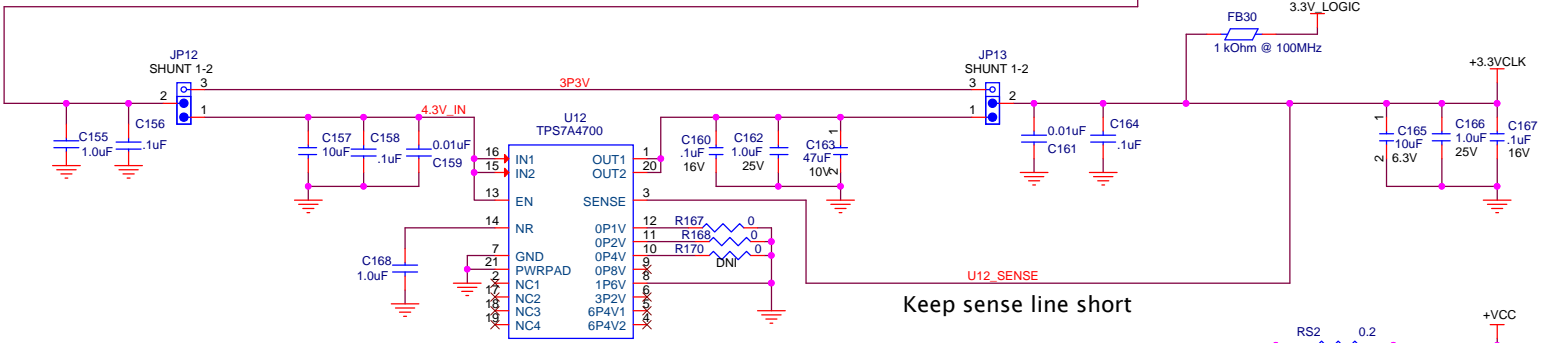 3.3V_LOGIC
FB30
1 kOhm @ 100MHz
JP12
SHUNT 1-2
3
2
1
3P3V
JP13
SHUNT 1-2
3
2
1
+3.3VCLK
C155
1.0uF
C156
.1uF
4.3V_IN
C157
10uF
C158
.1uF
0.01uF
C159
U12
TPS7A4700
16 IN1
15 IN2
13 EN
14 NR
7 GND
21 PWRPAD
2 NC1
17 NC2
18 NC3
19 NC4
OUT1 1
OUT2 20
SENSE 3
0P1V 12
0P2V 11
0P4V 10
0P8V 9
1P6V 8
3P2V 6
6P4V1 5
6P4V2 4
C168
1.0uF
C160
.1uF
16V
C162
1.0uF
25V
C163
47uF
10V
1
2
R167 0
R168 0
R170 0
DNI
0.01uF
C161
C164
.1uF
1
2
C165
10uF
6.3V
C166
1.0uF
25V
C167
.1uF
16V
U12_SENSE
Keep sense line short
+VCC
RS2 0.2